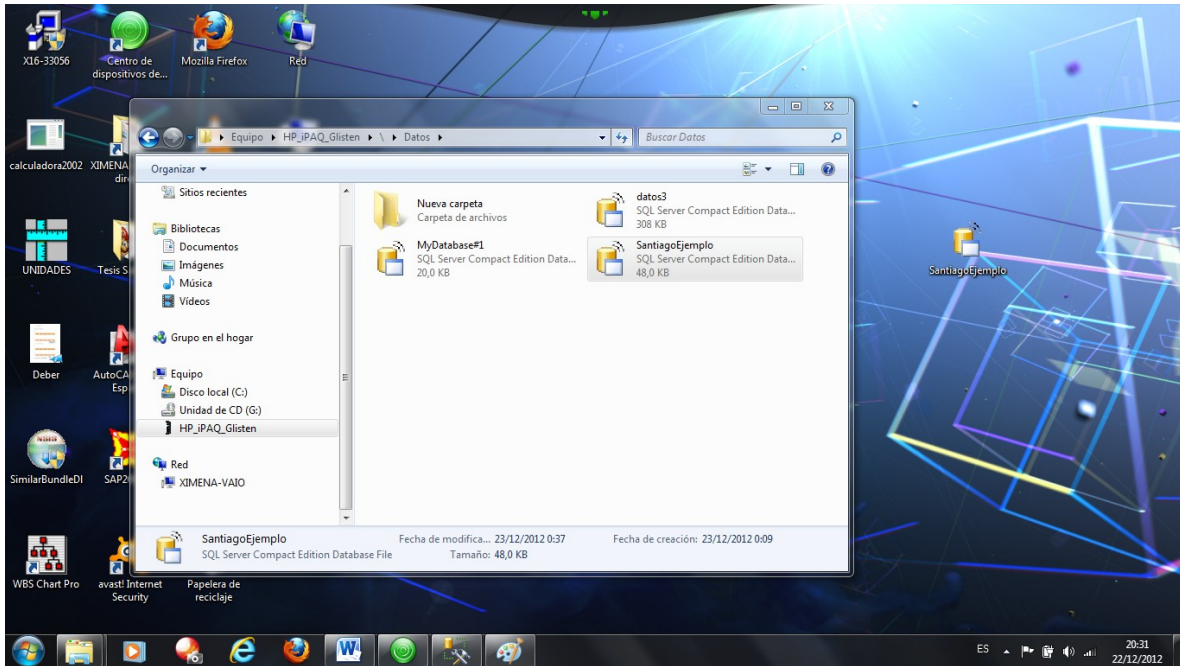 X16-33056
Centro de
dispositivos de...
Mozilla Firefox
Red
calculadora2002
XIMENA
dir
UNIDADES
Tesis S
Deber
AutoCA
Esp
SimilarBundleDI
SAP2
WBS Chart Pro
avast! Internet
Security
Papelera de
reciclaje
Equipo ▸ HP_iPAQ_Glisten ▸ \ ▸ Datos ▸
Buscar Datos
Organizar
Sitios recientes
Bibliotecas
Documentos
Imágenes
Música
Vídeos
Grupo en el hogar
Equipo
Disco local (C:)
Unidad de CD (G:)
HP_iPAQ_Glisten
Red
XIMENA-VAIO
Nueva carpeta
Carpeta de archivos
datos3
SQL Server Compact Edition Data...
308 KB
MyDatabase#1
SQL Server Compact Edition Data...
20,0 KB
SantiagoEjemplo
SQL Server Compact Edition Data...
48,0 KB
SantiagoEjemplo
Fecha de modifica... 23/12/2012 0:37
Fecha de creación: 23/12/2012 0:09
SQL Server Compact Edition Database File
Tamaño: 48,0 KB
SantiagoEjemplo
ES
20:31
22/12/2012